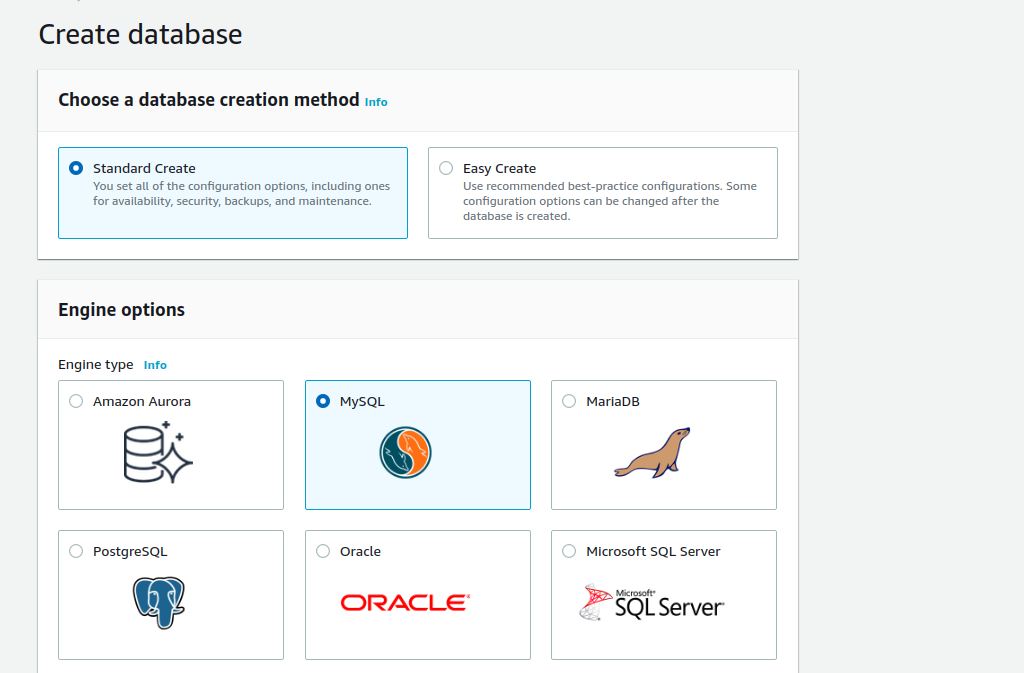 Create database
Choose a database creation method Info
Standard Create
You set all of the configuration options, including ones
for availability, security, backups, and maintenance.
Easy Create
Use recommended best-practice configurations. Some
configuration options can be changed after the
database is created.
Engine options
Engine type Info
Amazon Aurora
MySQL
MariaDB
PostgreSQL
Oracle
ORACLE®
Microsoft SQL Server
Microsoft®
SQL Server